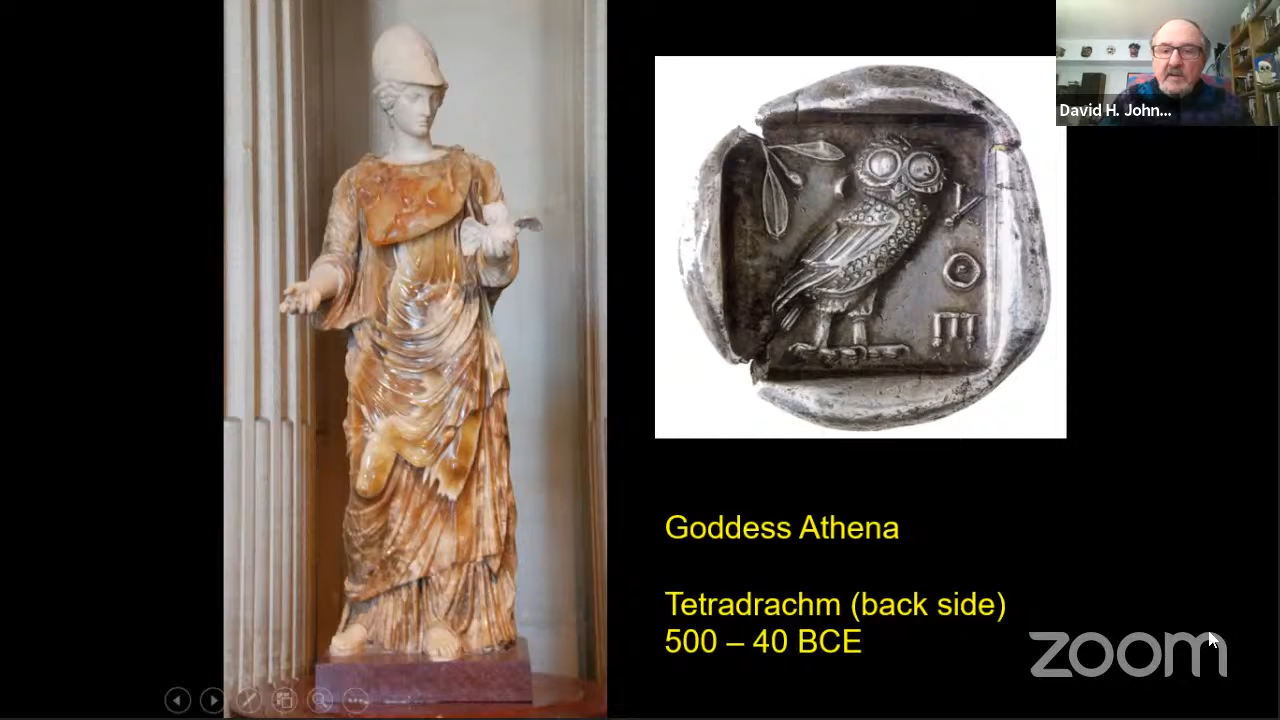 David H. John...
Goddess Athena
Tetradrachm (back side)
500 – 40 BCE
zoom